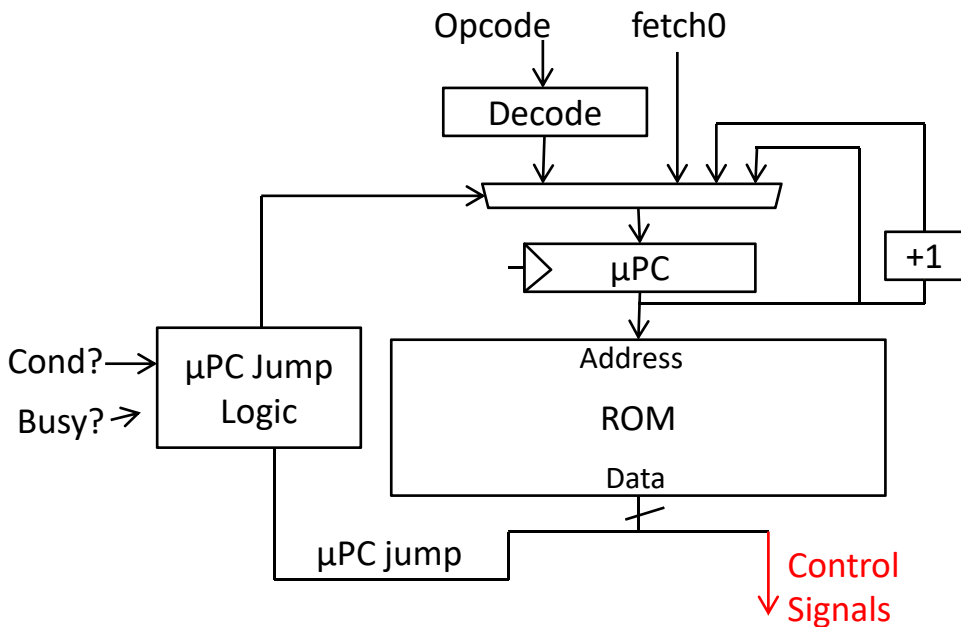 Opcode
fetch0
Decode
+1
µPC
Cond?
Busy?
µPC Jump
Logic
Address
ROM
Data
µPC jump
Control
Signals